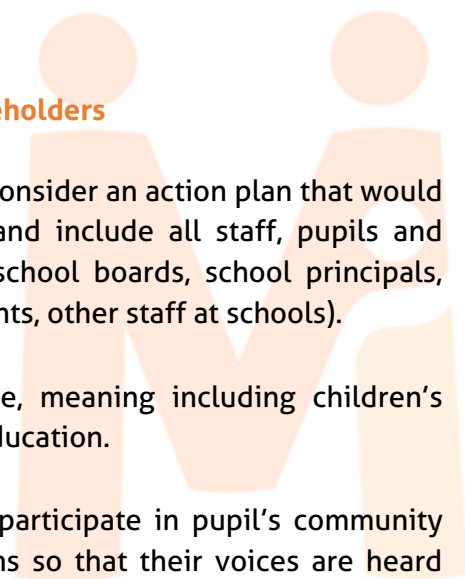 eholders
onsider an action plan that would
and include all staff, pupils and
school boards, school principals,
nts, other staff at schools).
e, meaning including children's
ducation.
participate in pupil's community
ns so that their voices are heard